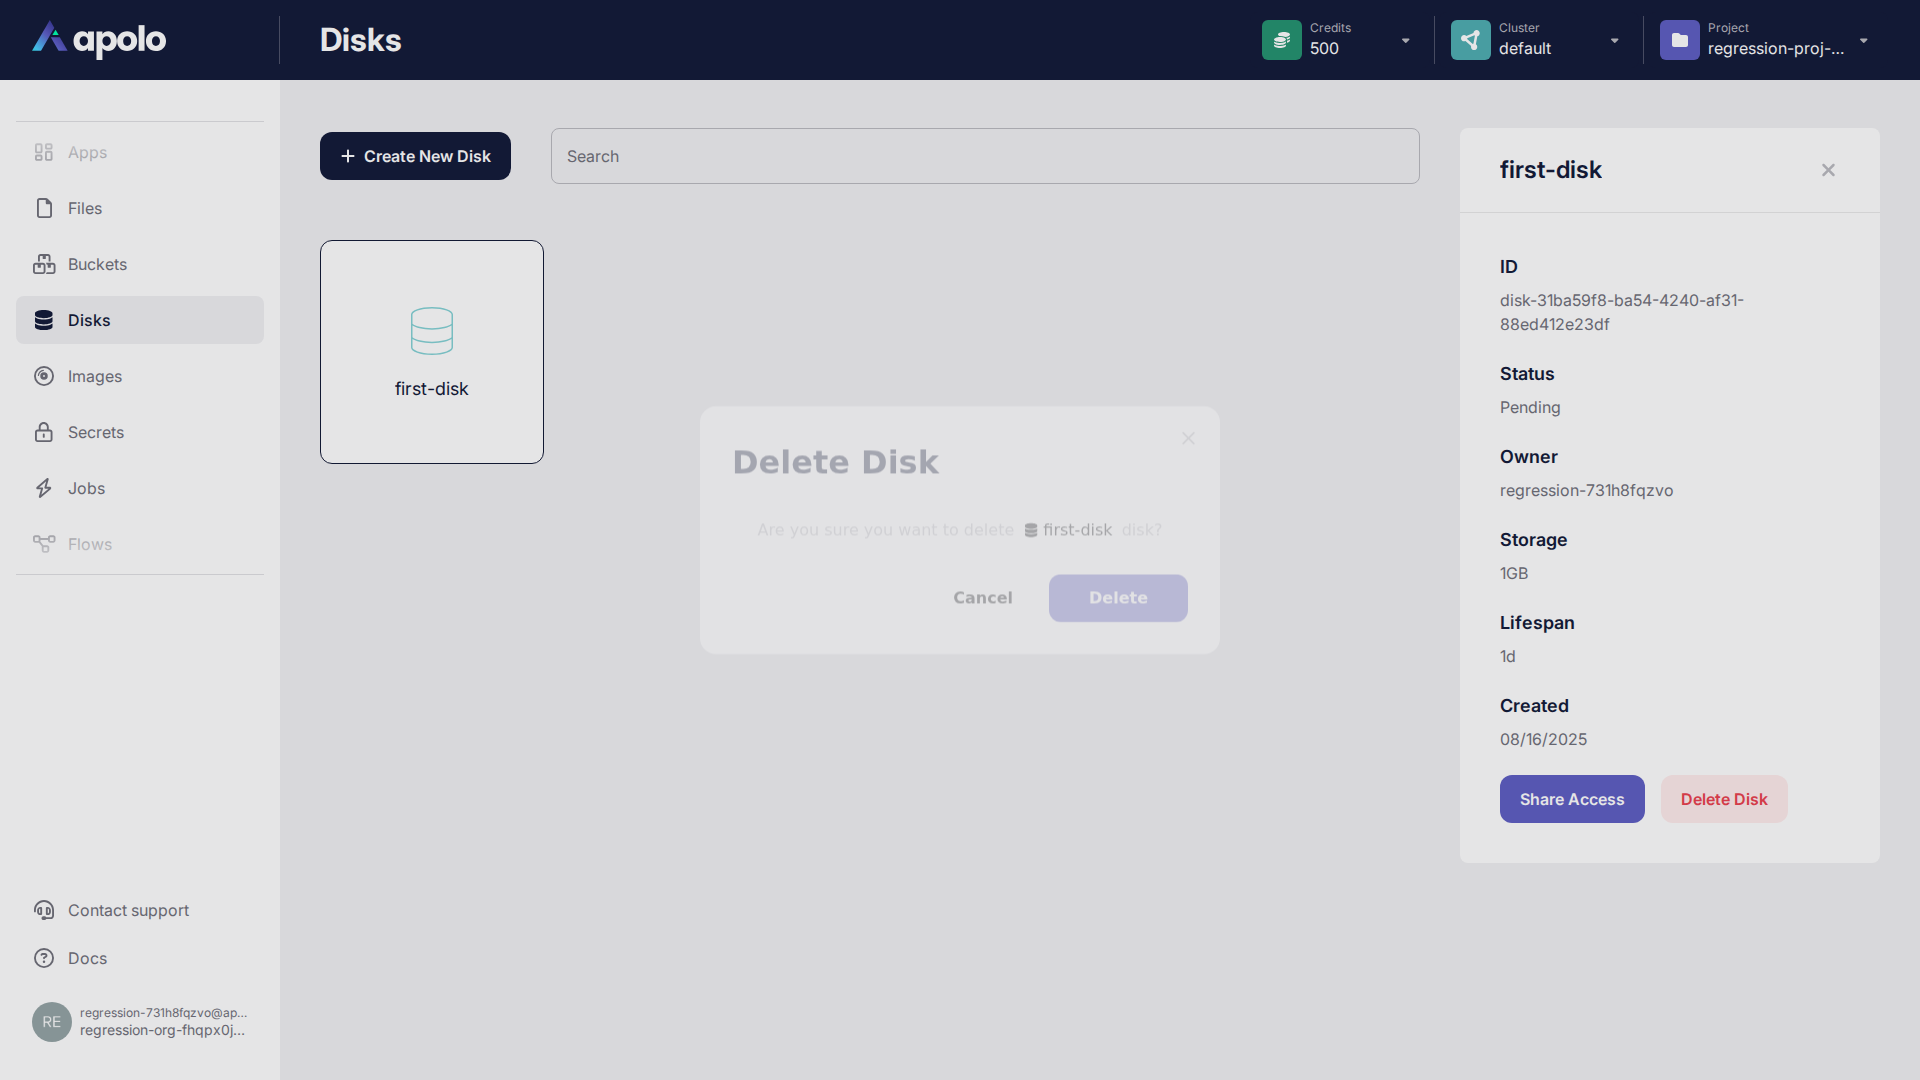 apolo
Disks
Credits
500
Cluster
default
Project
regression-proj-...
Apps
Files
Buckets
Disks
Images
Secrets
Jobs
Flows
Contact support
Docs
RE
regression-731h8fqzvo@ap...
regression-org-fhqpx0j...
+ Create New Disk
Search
first-disk
Delete Disk
Are you sure you want to delete first-disk disk?
Cancel
Delete
first-disk
ID
disk-31ba59f8-ba54-4240-af31-
88ed412e23df
Status
Pending
Owner
regression-731h8fqzvo
Storage
1GB
Lifespan
1d
Created
08/16/2025
Share Access
Delete Disk